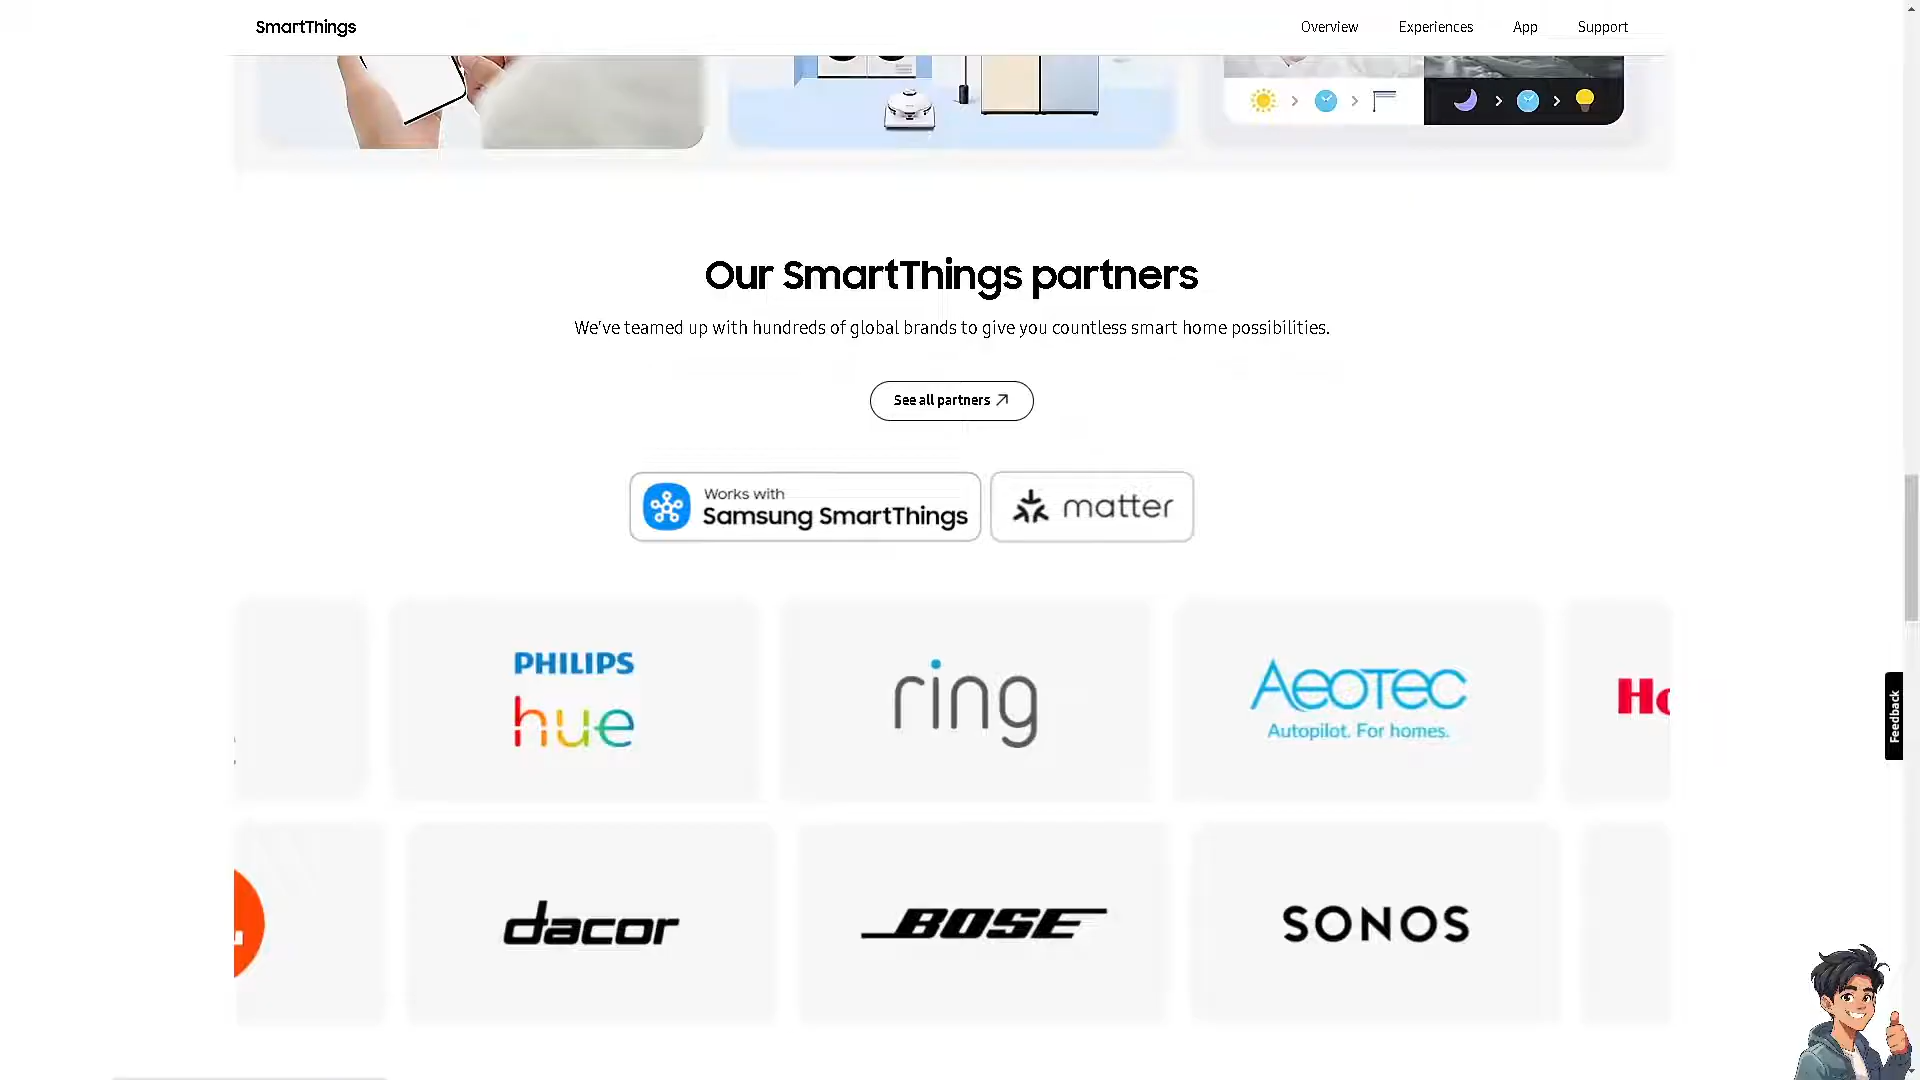 SmartThings
Overview
Experiences
App
Support
Our SmartThings partners
We've teamed up with hundreds of global brands to give you countless smart home possibilities.
See all partners
Works with
Samsung SmartThings
matter
PHILIPS
hue
ring
AEOTEC
Autopilot. For homes.
Feedback
dacor
BOSE
SONOS